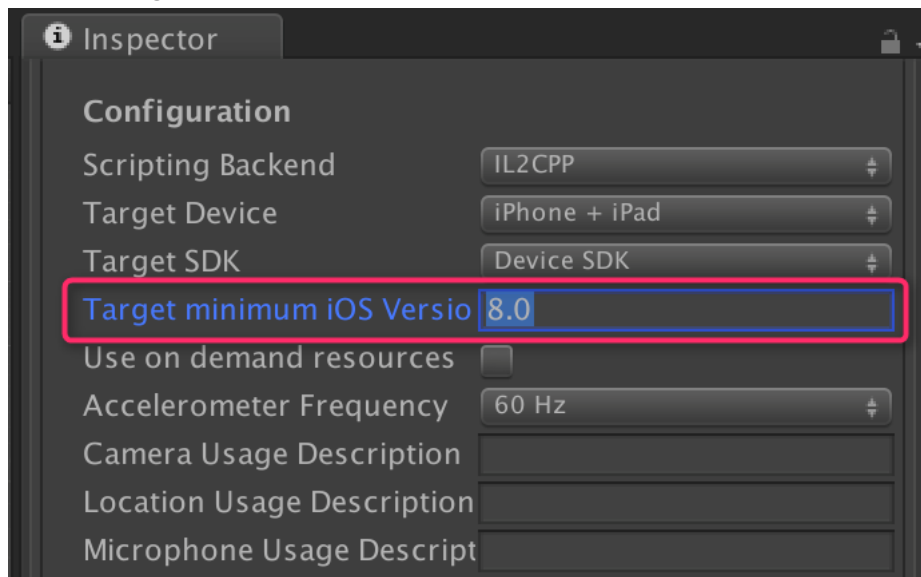 Inspector
Configuration
Scripting Backend IL2CPP
Target Device iPhone + iPad
Target SDK Device SDK
Target minimum iOS Versio 8.0
Use on demand resources
Accelerometer Frequency 60 Hz
Camera Usage Description
Location Usage Description
Microphone Usage Descript